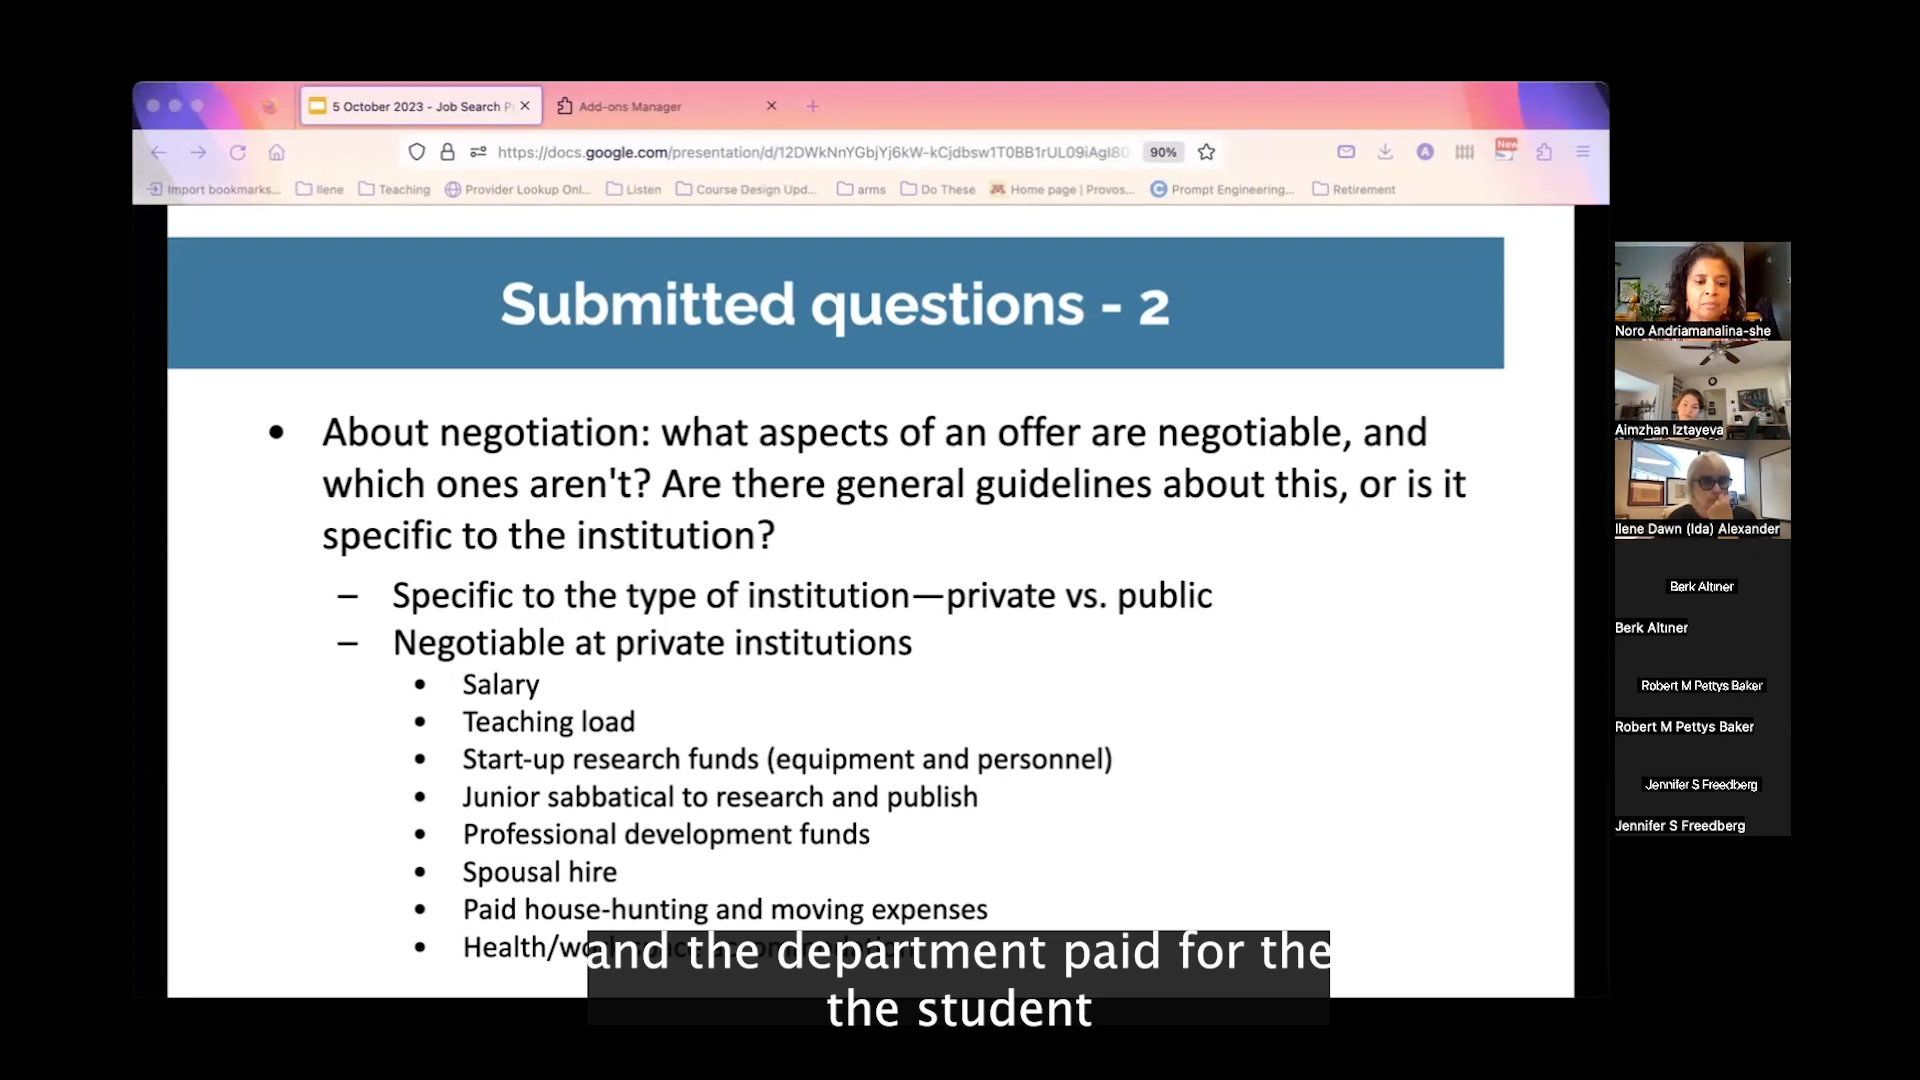 5 October 2023 - Job Search P
Add-ons Manager
https://docs.google.com/presentation/d/12DWkNnYGbjYj6kW-kCjdbsw1T0BB1rUL09iAgI80
90%
New
Import bookmarks...
Ilene
Teaching
Provider Lookup Onl...
Listen
Course Design Upd...
arms
Do These
Home page | Provos...
Prompt Engineering...
Retirement
Submitted questions - 2
• About negotiation: what aspects of an offer are negotiable, and
which ones aren't? Are there general guidelines about this, or is it
specific to the institution?
– Specific to the type of institution—private vs. public
– Negotiable at private institutions
• Salary
• Teaching load
• Start-up research funds (equipment and personnel)
• Junior sabbatical to research and publish
• Professional development funds
• Spousal hire
• Paid house-hunting and moving expenses
• Health/wo
and the department paid for the
the student
Noro Andriamanalina-she
Aimzhan Iztayeva
Ilene Dawn (Ida) Alexander
Berk Altıner
Berk Altıner
Robert M Pettys Baker
Robert M Pettys Baker
Jennifer S Freedberg
Jennifer S Freedberg